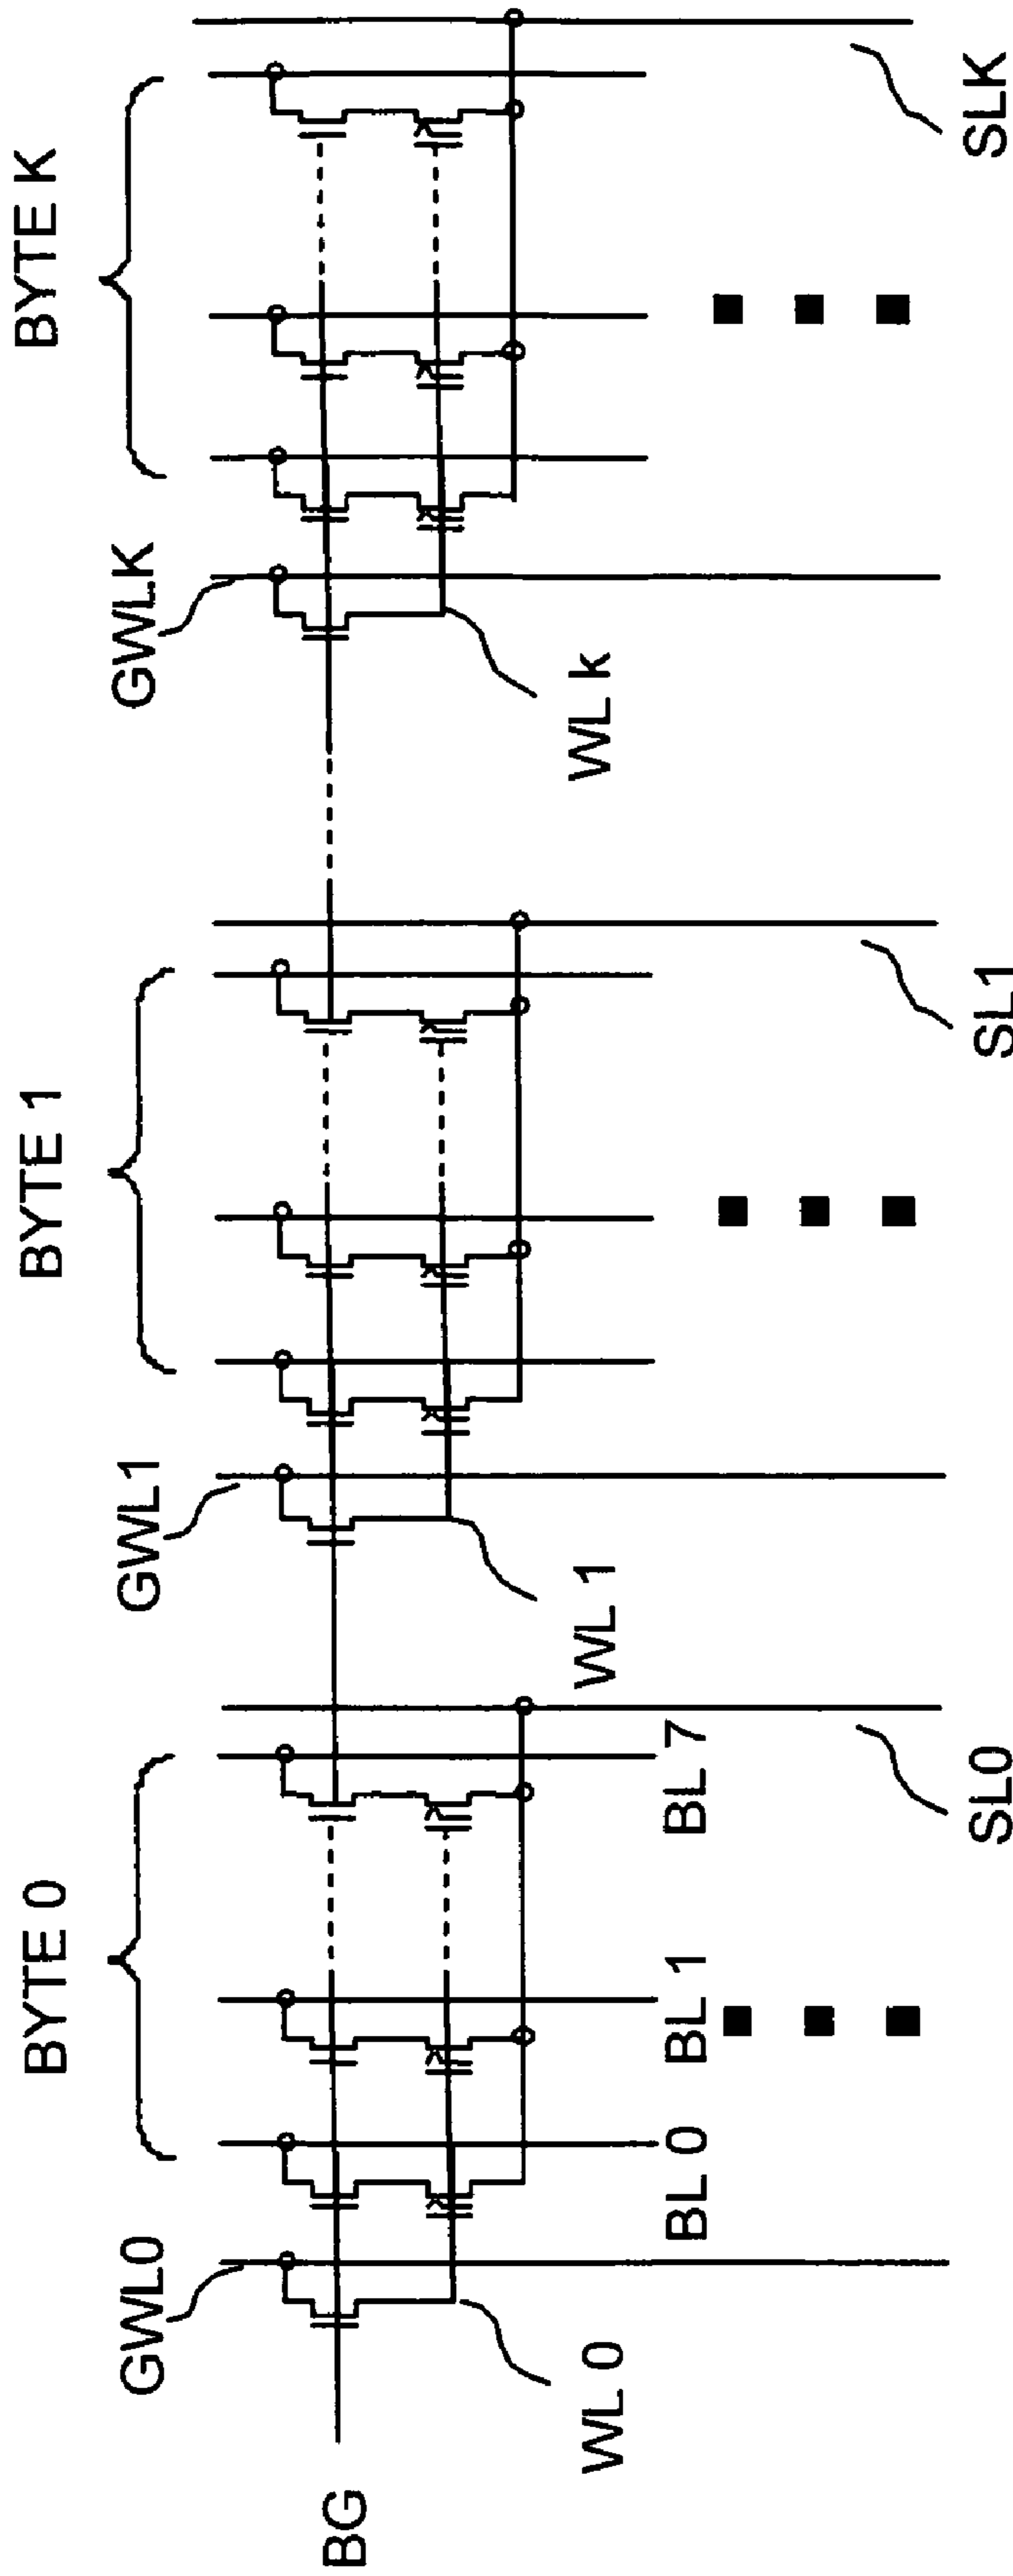 BYTE 0
BYTE 1
BYTE K
GWL0
GWL1
GWLK
BG
WL 0
WL 1
WL k
BL 0
BL 1
BL 7
SL0
SL1
SLK